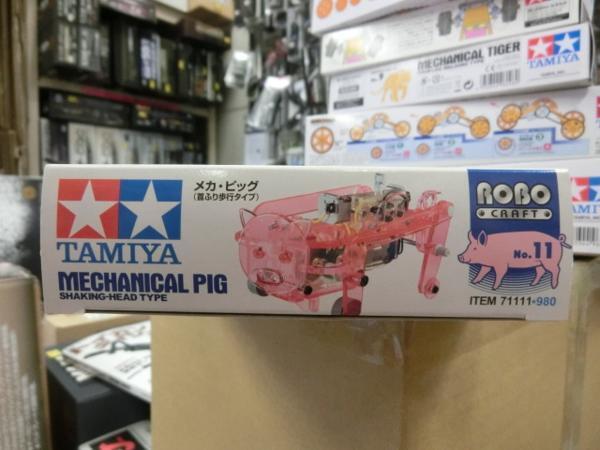 MECHANICAL TIGER
TAMIYA
メカ・ピッグ
(首ふり歩行タイプ)
MECHANICAL PIG
SHAKING-HEAD TYPE
ROBO
CRAFT
No.11
ITEM 71111•980